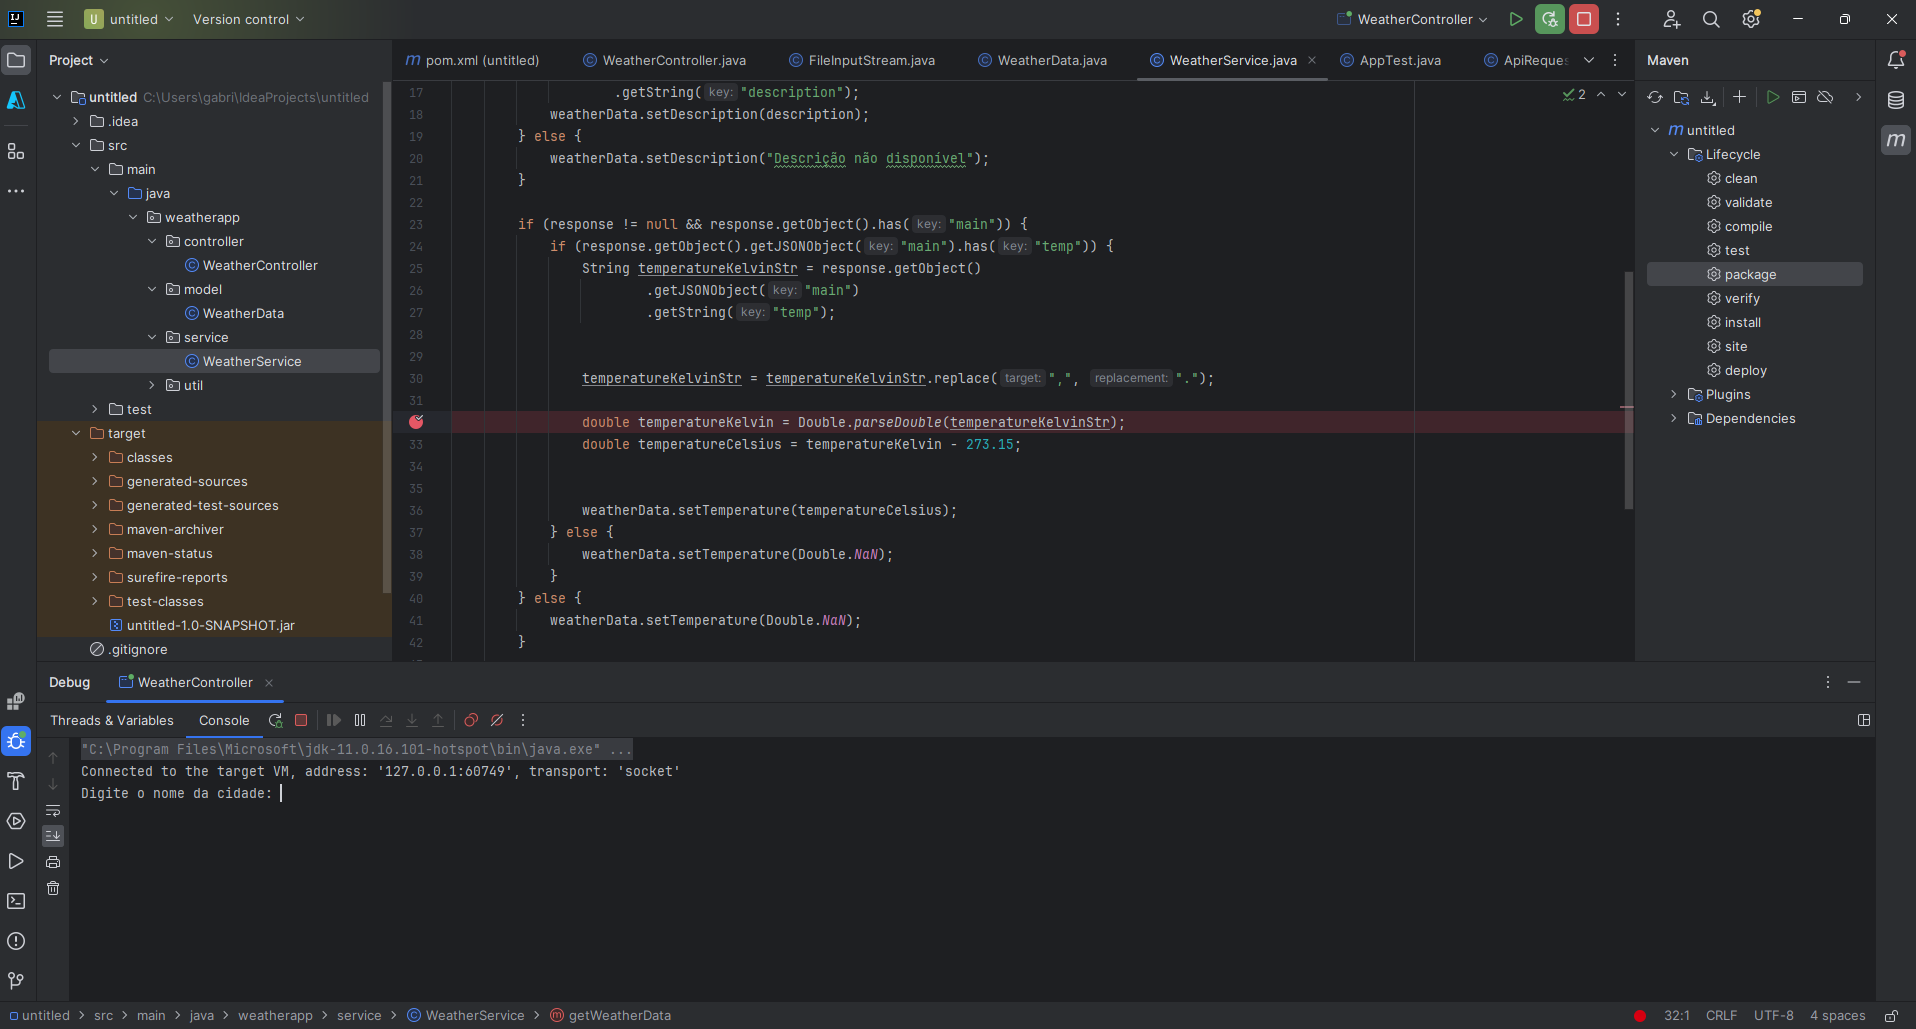 U untitled
Version control
WeatherController
Project
m pom.xml (untitled)
WeatherController.java
FileInputStream.java
WeatherData.java
WeatherService.java
AppTest.java
ApiReques
Maven
untitled C:\Users\gabri\IdeaProjects\untitled
.idea
src
main
java
weatherapp
controller
WeatherController
model
WeatherData
service
WeatherService
util
test
target
classes
generated-sources
generated-test-sources
maven-archiver
maven-status
surefire-reports
test-classes
untitled-1.0-SNAPSHOT.jar
.gitignore
2
17 .getString( key: "description");
18 weatherData.setDescription(description);
19 } else {
20 weatherData.setDescription("Descrição não disponível");
21 }
22
23 if (response != null && response.getObject().has( key: "main")) {
24 if (response.getObject().getJSONObject( key: "main").has( key: "temp")) {
25 String temperatureKelvinStr = response.getObject()
26 .getJSONObject( key: "main")
27 .getString( key: "temp");
28
29
30 temperatureKelvinStr = temperatureKelvinStr.replace( target: ",", replacement: ".");
31
double temperatureKelvin = Double.parseDouble(temperatureKelvinStr);
33 double temperatureCelsius = temperatureKelvin - 273.15;
34
35
36 weatherData.setTemperature(temperatureCelsius);
37 } else {
38 weatherData.setTemperature(Double.NaN);
39 }
40 } else {
41 weatherData.setTemperature(Double.NaN);
42 }
m untitled
Lifecycle
clean
validate
compile
test
package
verify
install
site
deploy
Plugins
Dependencies
m
Debug
WeatherController
Threads & Variables
Console
"C:\Program Files\Microsoft\jdk-11.0.16.101-hotspot\bin\java.exe" ...
Connected to the target VM, address: '127.0.0.1:60749', transport: 'socket'
Digite o nome da cidade:
untitled > src > main > java > weatherapp > service > WeatherService > getWeatherData
32:1 CRLF UTF-8 4 spaces